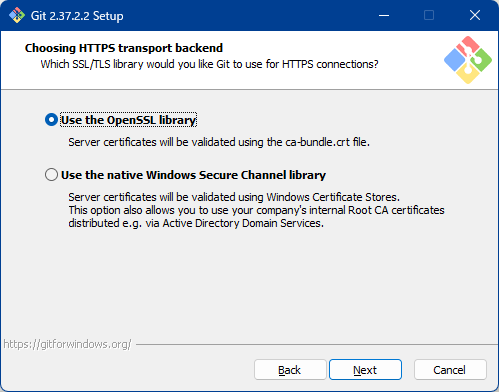 Git 2.37.2.2 Setup
Choosing HTTPS transport backend
Which SSL/TLS library would you like Git to use for HTTPS connections?
Use the OpenSSL library
Server certificates will be validated using the ca-bundle.crt file.
Use the native Windows Secure Channel library
Server certificates will be validated using Windows Certificate Stores.
This option also allows you to use your company's internal Root CA certificates
distributed e.g. via Active Directory Domain Services.
https://gitforwindows.org/
Back Next Cancel